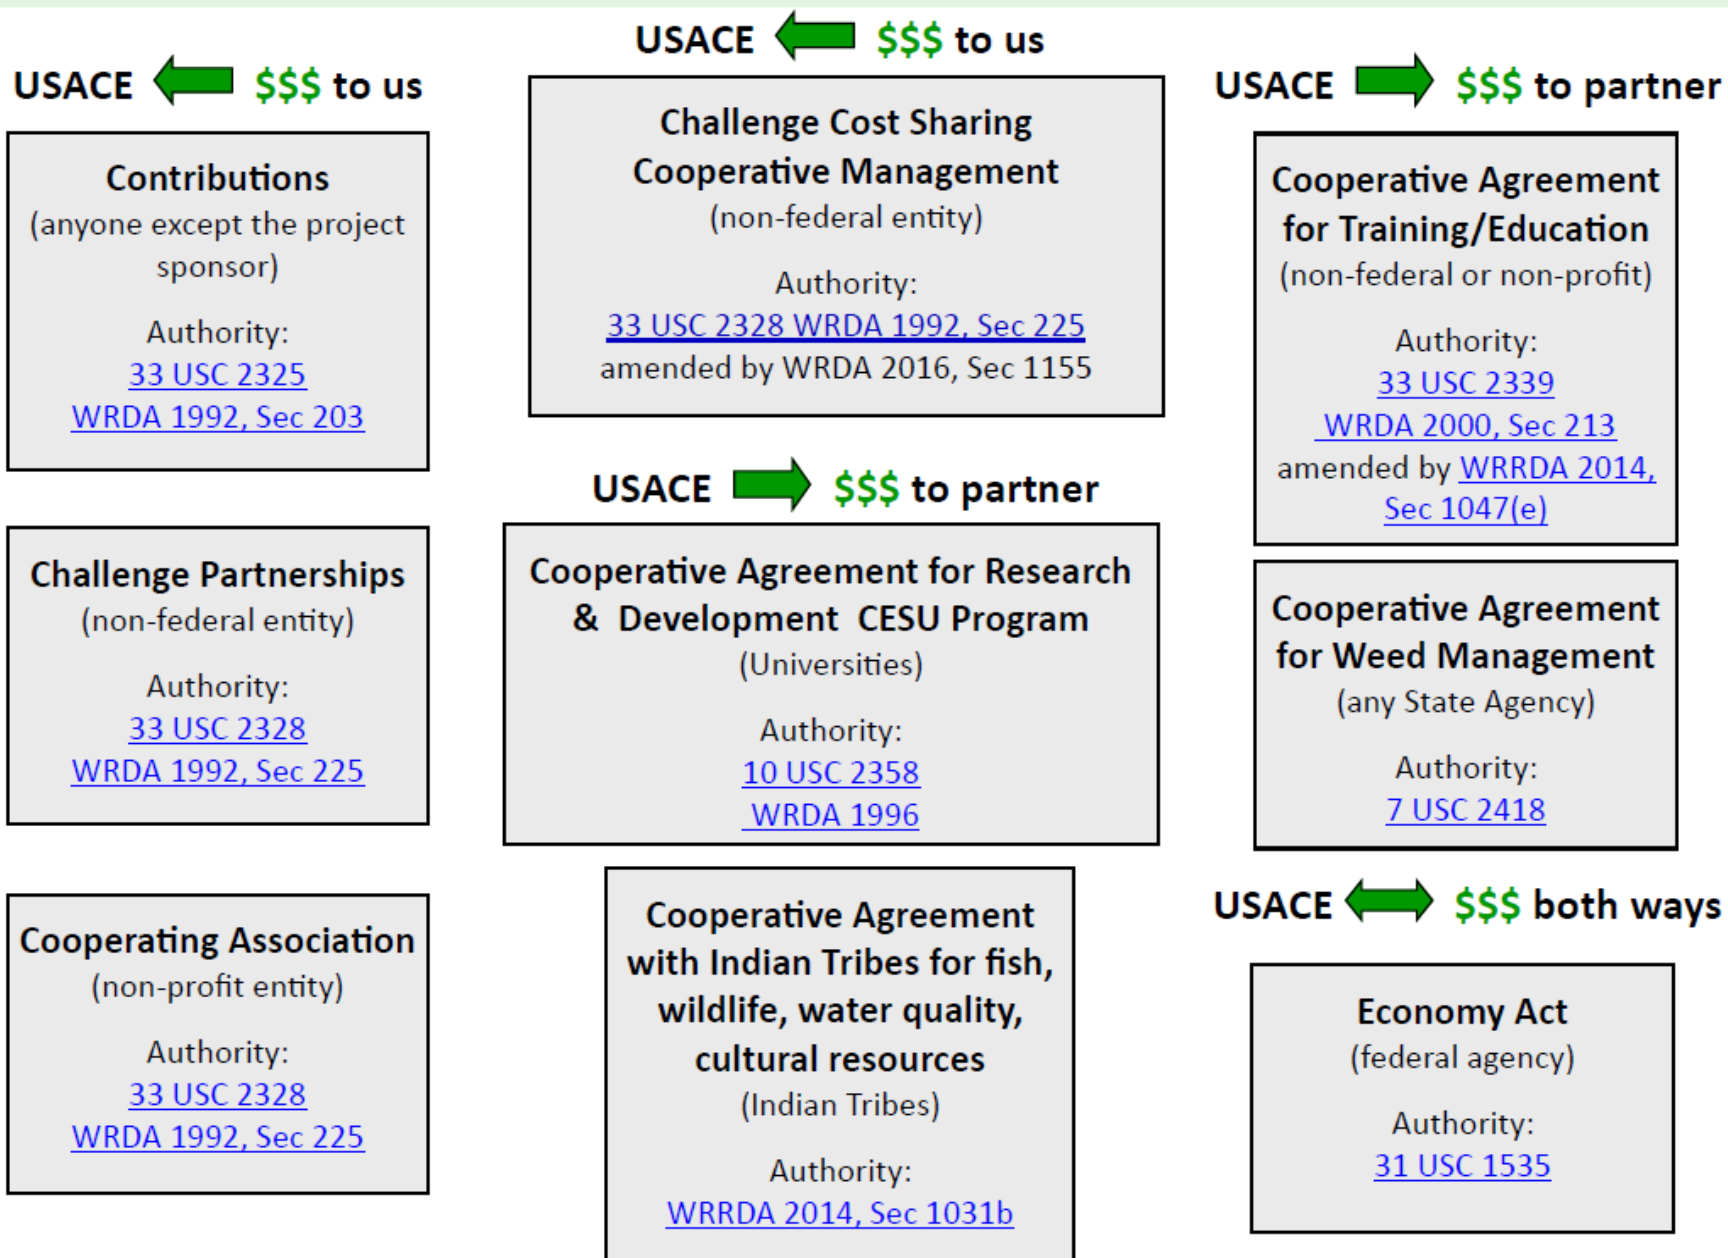 USACE $$$ to us
Contributions
(anyone except the project
sponsor)
Authority:
33 USC 2325
WRDA 1992, Sec 203
Challenge Partnerships
(non-federal entity)
Authority:
33 USC 2328
WRDA 1992, Sec 225
Cooperating Association
(non-profit entity)
Authority:
33 USC 2328
WRDA 1992, Sec 225
USACE $$$ to us
Challenge Cost Sharing
Cooperative Management
(non-federal entity)
Authority:
33 USC 2328 WRDA 1992, Sec 225
amended by WRDA 2016, Sec 1155
USACE $$$ to partner
Cooperative Agreement for Research
& Development CESU Program
(Universities)
Authority:
10 USC 2358
WRDA 1996
Cooperative Agreement
with Indian Tribes for fish,
wildlife, water quality,
cultural resources
(Indian Tribes)
Authority:
WRRDA 2014, Sec 1031b
USACE $$$ to partner
Cooperative Agreement
for Training/Education
(non-federal or non-profit)
Authority:
33 USC 2339
WRDA 2000, Sec 213
amended by WRRDA 2014,
Sec 1047(e)
Cooperative Agreement
for Weed Management
(any State Agency)
Authority:
7 USC 2418
USACE $$$ both ways
Economy Act
(federal agency)
Authority:
31 USC 1535